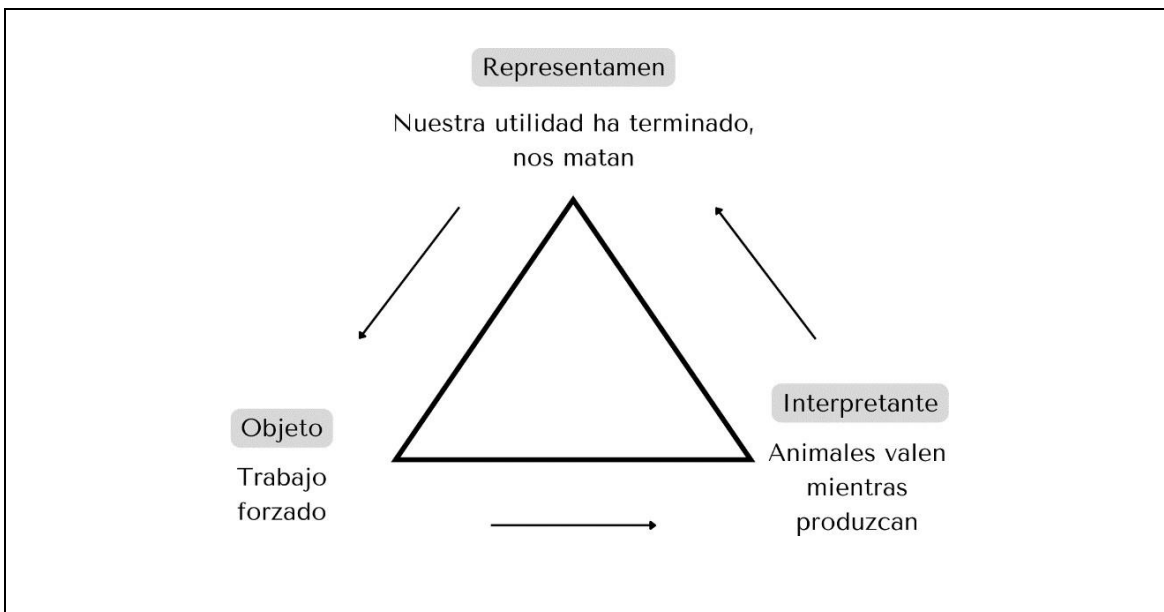 Representamen
Nuestra utilidad ha terminado,
nos matan
Objeto
Trabajo
forzado
Interpretante
Animales valen
mientras
produzcan